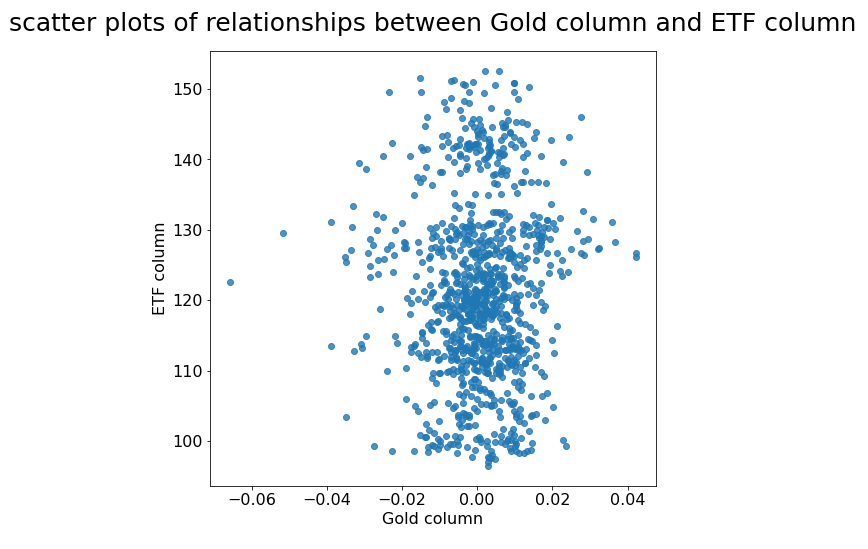 scatter plots of relationships between Gold column and ETF column
150
140
130
120
110
100
ETF column
−0.06 −0.04 −0.02 0.00 0.02 0.04
Gold column